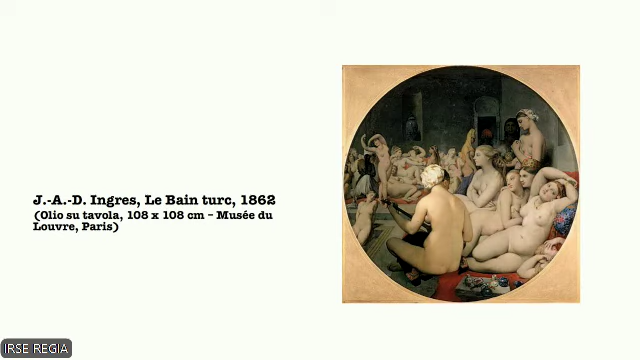 J.-A.-D. Ingres, Le Bain turc, 1862
(Olio su tavola, 108 x 108 cm – Musée du
Louvre, Paris)
IRSE REGIA